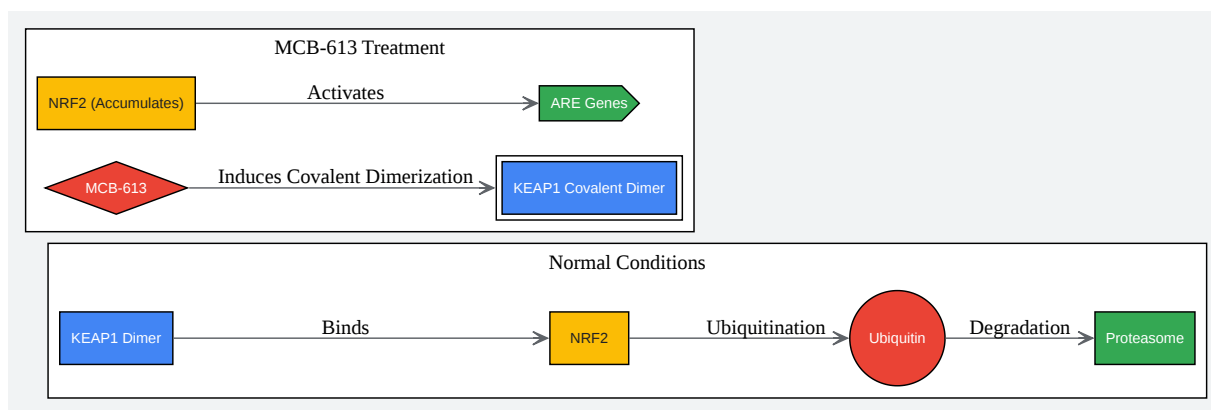 MCB-613 Treatment
NRF2 (Accumulates)
Activates
ARE Genes
MCB-613
Induces Covalent Dimerization
KEAP1 Covalent Dimer
Normal Conditions
KEAP1 Dimer
Binds
NRF2
Ubiquitination
Ubiquitin
Degradation
Proteasome